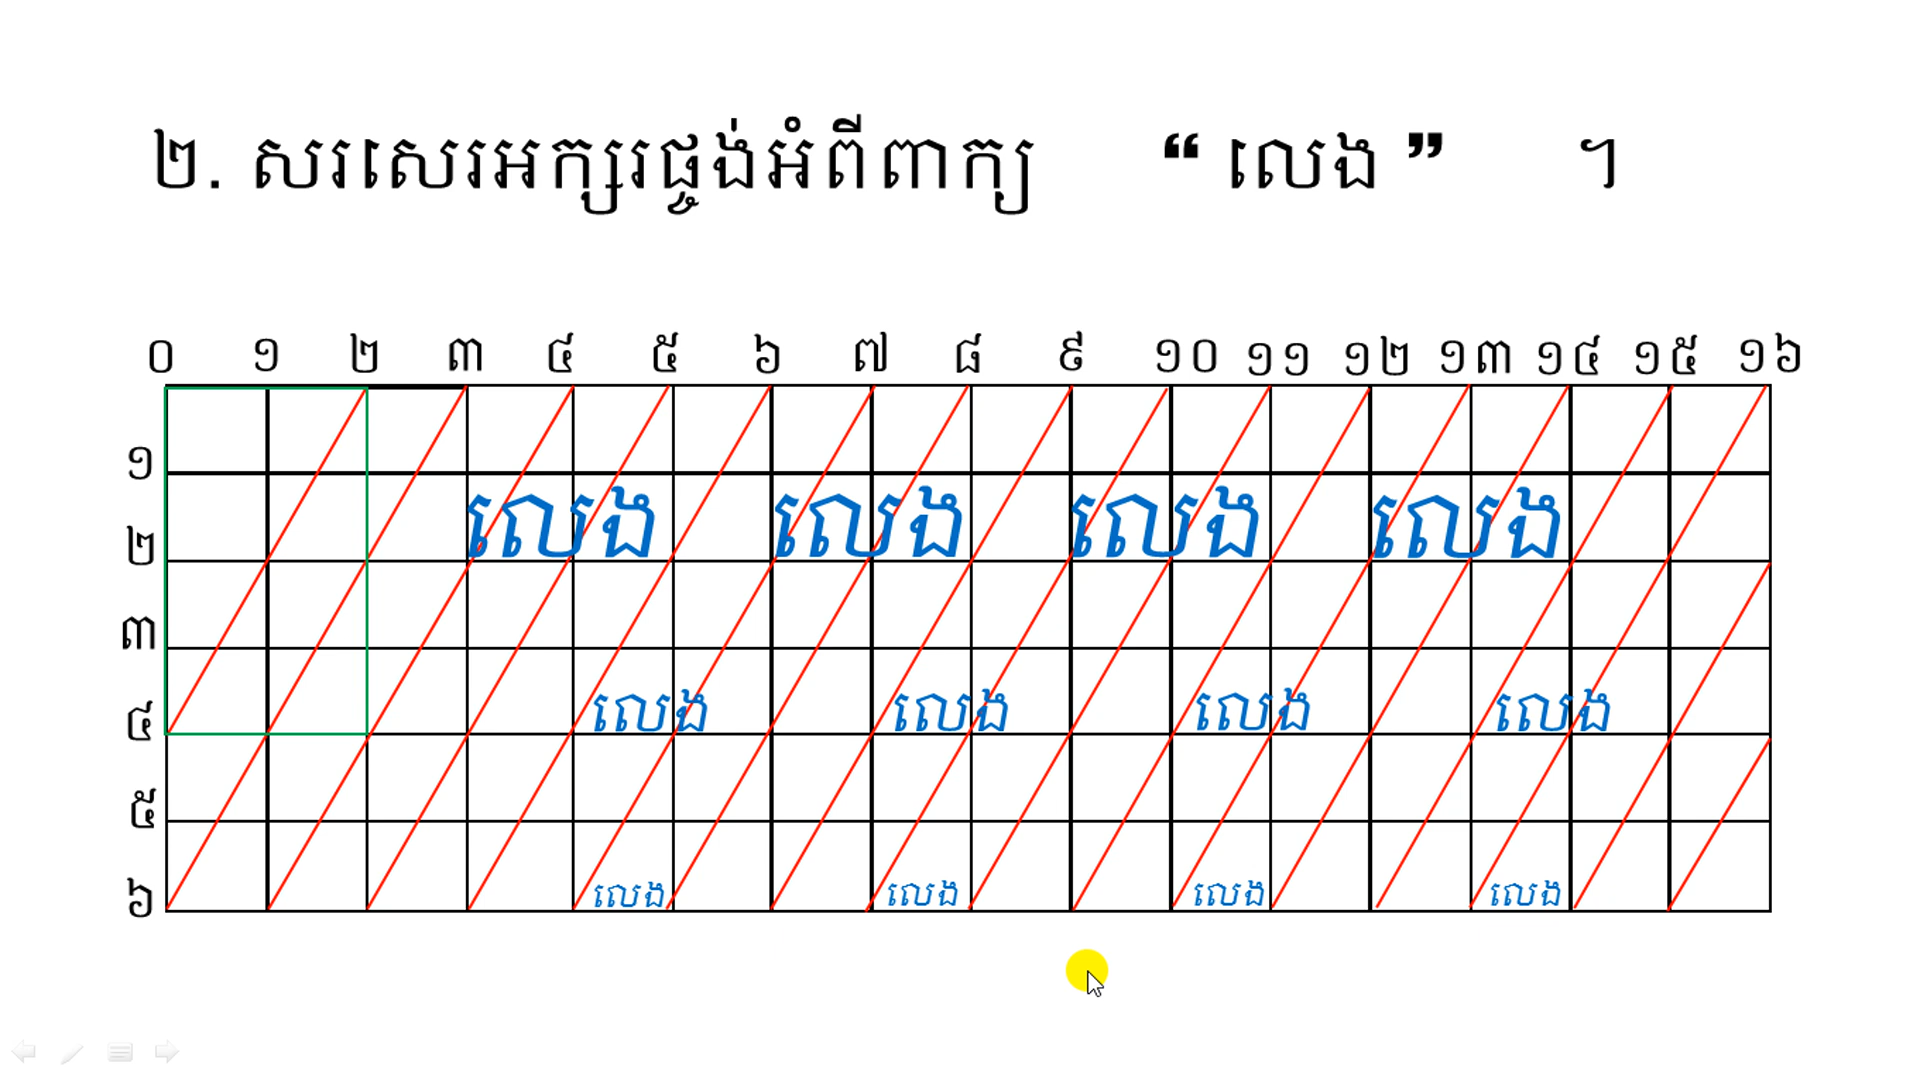 ២. សរសេរអក្សរផ្ចង់អំពីពាក្យ “ លេង ” ។
០ ១ ២ ៣ ៤ ៥ ៦ ៧ ៨ ៩ ១០ ១១ ១២ ១៣ ១៤ ១៥ ១៦
១
២ លេង លេង លេង លេង
៣
៤ លេង លេង លេង លេង
៥
៦ លេង លេង លេង លេង